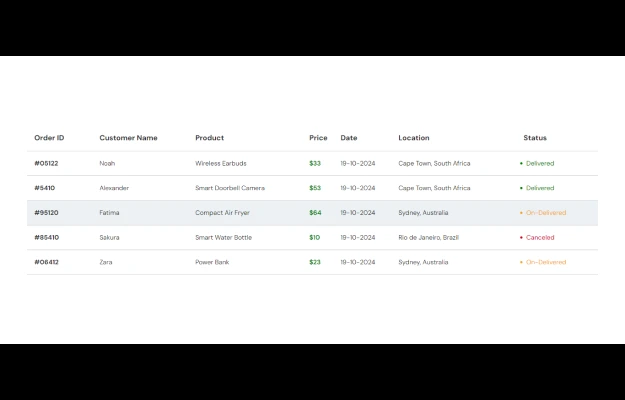 Order ID Customer Name Product Price Date Location Status
#05122 Noah Wireless Earbuds $33 19-10-2024 Cape Town, South Africa Delivered
#5410 Alexander Smart Doorbell Camera $53 19-10-2024 Cape Town, South Africa Delivered
#95120 Fatima Compact Air Fryer $64 19-10-2024 Sydney, Australia On-Delivered
#85410 Sakura Smart Water Bottle $10 19-10-2024 Rio de Janeiro, Brazil Canceled
#06412 Zara Power Bank $23 19-10-2024 Sydney, Australia On-Delivered